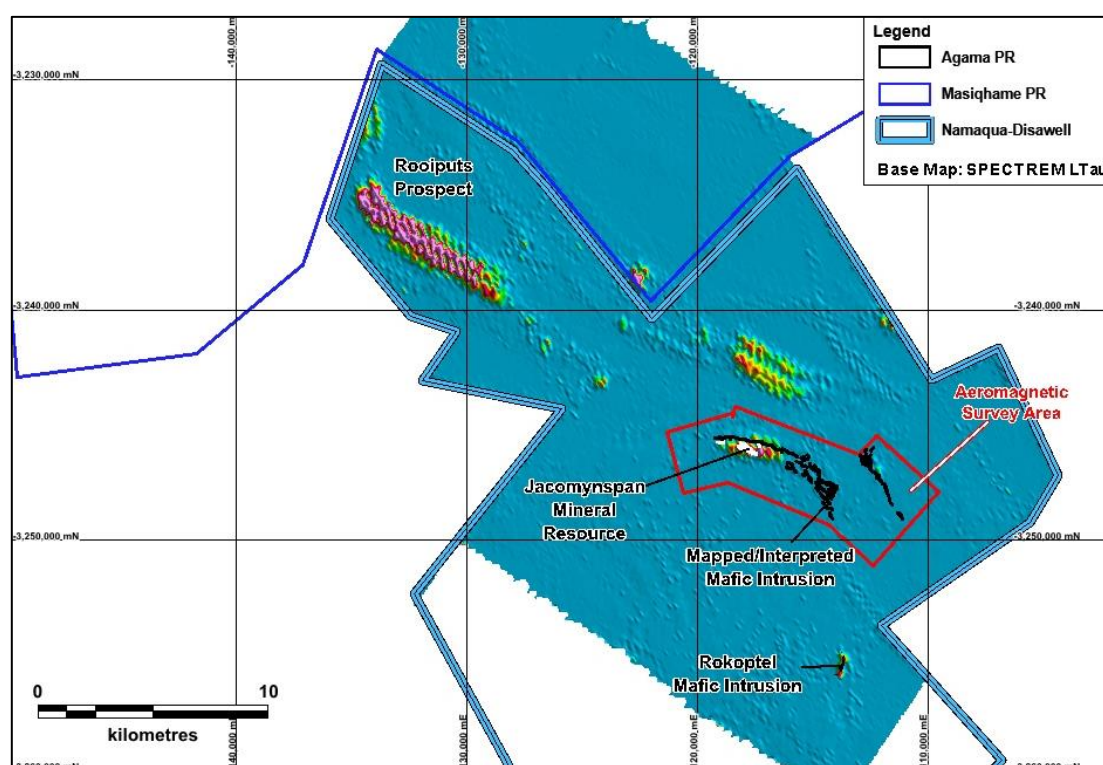 Legend
Agama PR
Masiqhame PR
Namaqua-Disawell
Base Map: SPECTREM LTau
-140.000 mE
-130.000 mE
-120.000 mE
-3,230.000 mN
-3,230.000 mN
Rooiputs
Prospect
-3,240.000 mN
-3,240.000 mN
Aeromagnetic
Survey Area
Jacomynspan
Mineral
Resource
-3,250.000 mN
-3,250.000 mN
Mapped/Interpreted
Mafic Intrusion
Rokoptel
Mafic Intrusion
0
10
kilometres